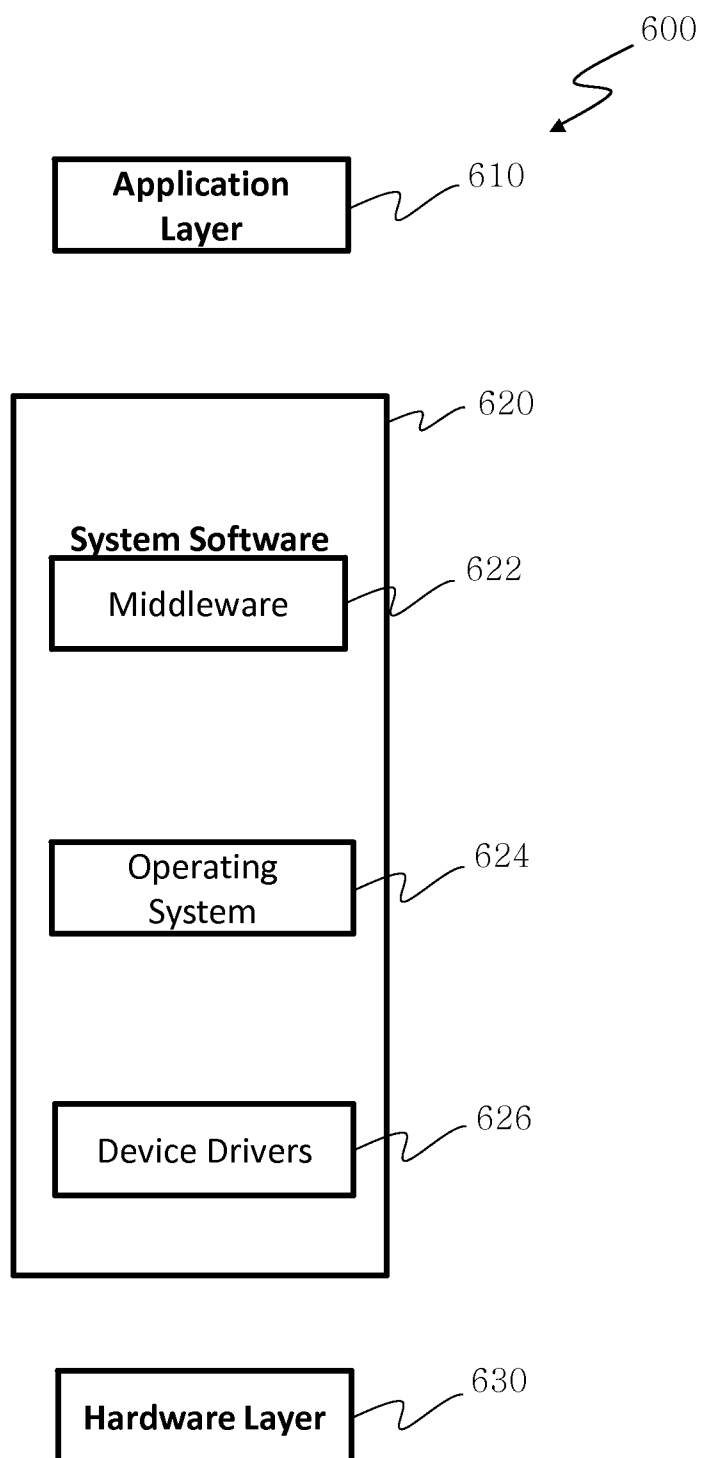 600
Application
Layer
610
620
System Software
Middleware
622
Operating
System
624
Device Drivers
626
Hardware Layer
630